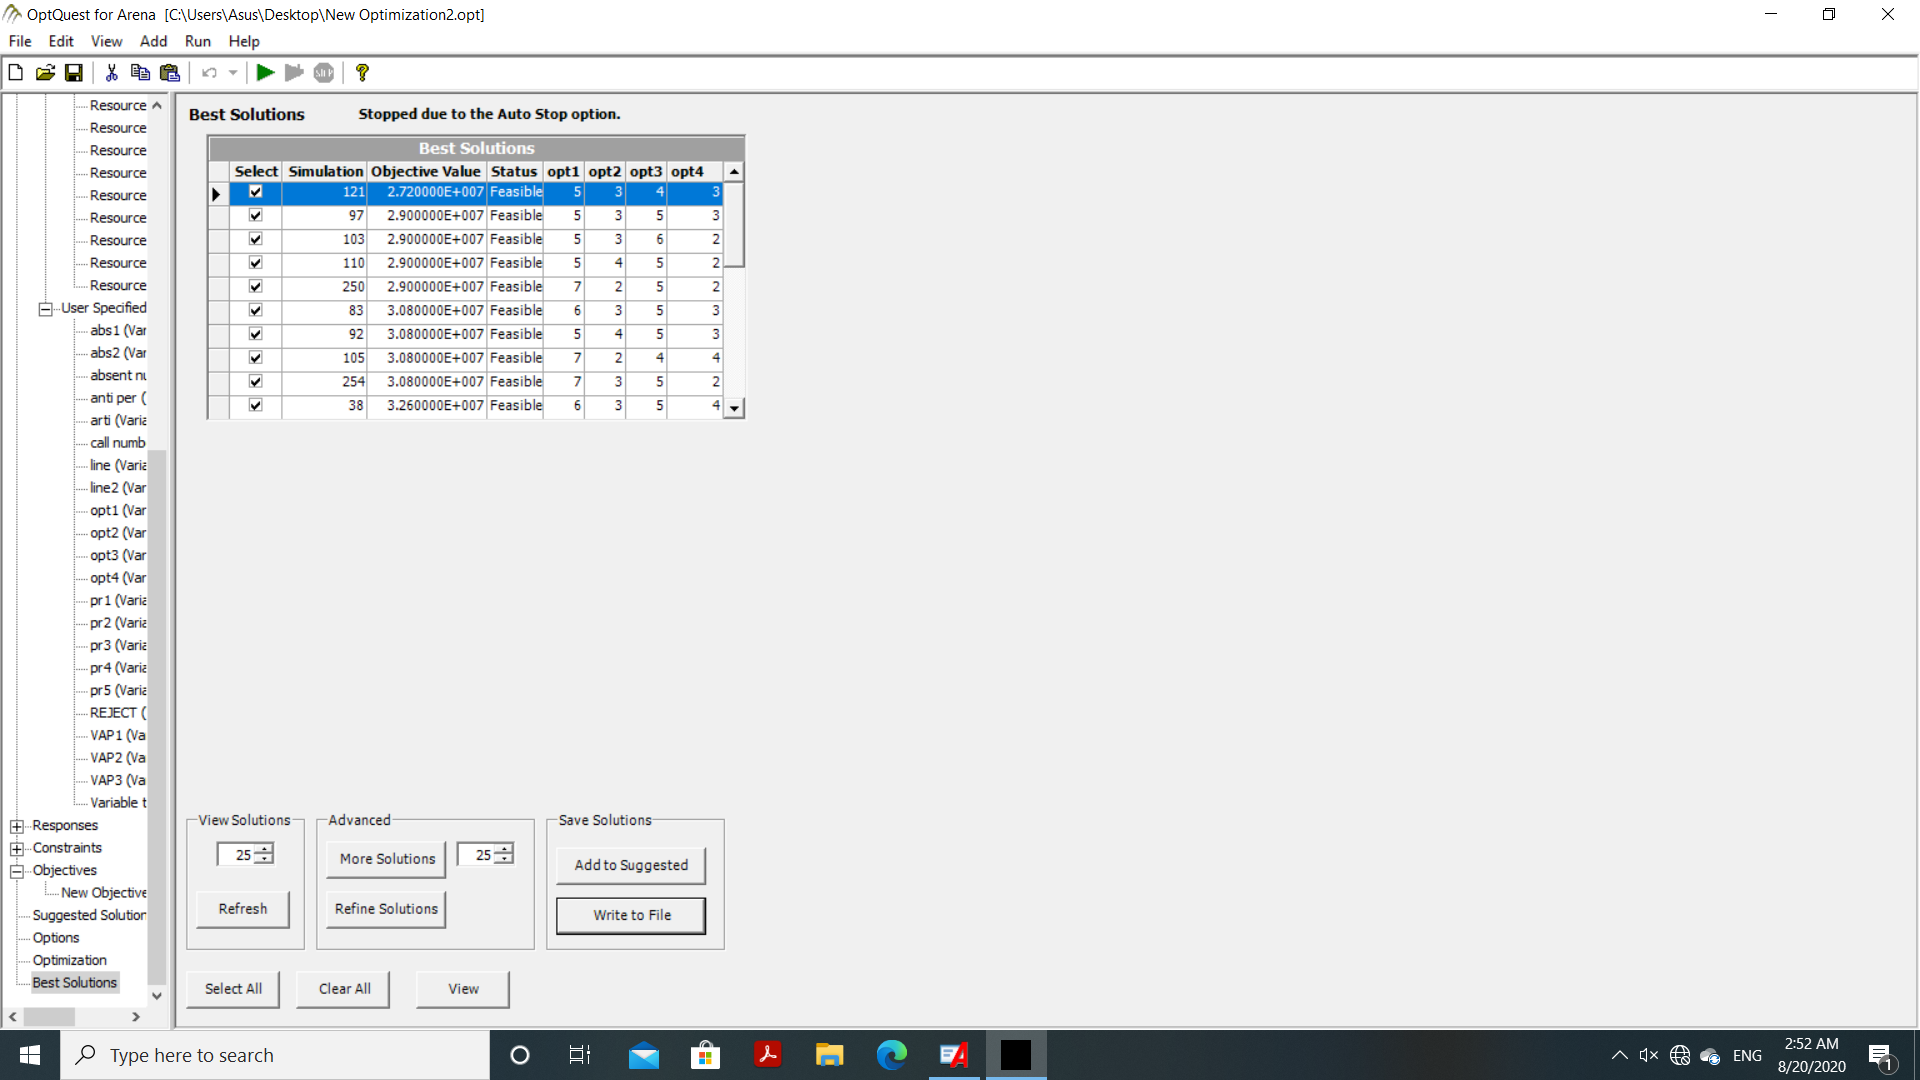 OptQuest for Arena [C:\Users\Asus\Desktop\New Optimization2.opt]
File Edit View Add Run Help
Resource
Resource
Resource
Resource
Resource
Resource
Resource
Resource
Resource
User Specified
abs1 (Var
abs2 (Var
absent nu
anti per (
arti (Varia
call numb
line (Varia
line2 (Var
opt1 (Var
opt2 (Var
opt3 (Var
opt4 (Var
pr1 (Varia
pr2 (Varia
pr3 (Varia
pr4 (Varia
pr5 (Varia
REJECT (
VAP1 (Va
VAP2 (Va
VAP3 (Va
Variable t
Responses
Constraints
Objectives
New Objective
Suggested Solution
Options
Optimization
Best Solutions
Best Solutions Stopped due to the Auto Stop option.
Best Solutions
Select Simulation Objective Value Status opt1 opt2 opt3 opt4
121 2.720000E+007 Feasible 5 3 4 3
97 2.900000E+007 Feasible 5 3 5 3
103 2.900000E+007 Feasible 5 3 6 2
110 2.900000E+007 Feasible 5 4 5 2
250 2.900000E+007 Feasible 7 2 5 2
83 3.080000E+007 Feasible 6 3 5 3
92 3.080000E+007 Feasible 5 4 5 3
105 3.080000E+007 Feasible 7 2 4 4
254 3.080000E+007 Feasible 7 3 5 2
38 3.260000E+007 Feasible 6 3 5 4
View Solutions Advanced Save Solutions
25 More Solutions 25 Add to Suggested
Refresh Refine Solutions Write to File
Select All Clear All View
Type here to search
ENG
2:52 AM
8/20/2020
1